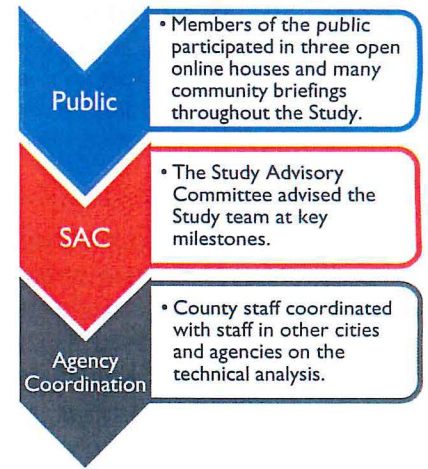 Public
• Members of the public
participated in three open
online houses and many
community briefings
throughout the Study.
SAC
• The Study Advisory
Committee advised the
Study team at key
milestones.
Agency
Coordination
• County staff coordinated
with staff in other cities
and agencies on the
technical analysis.